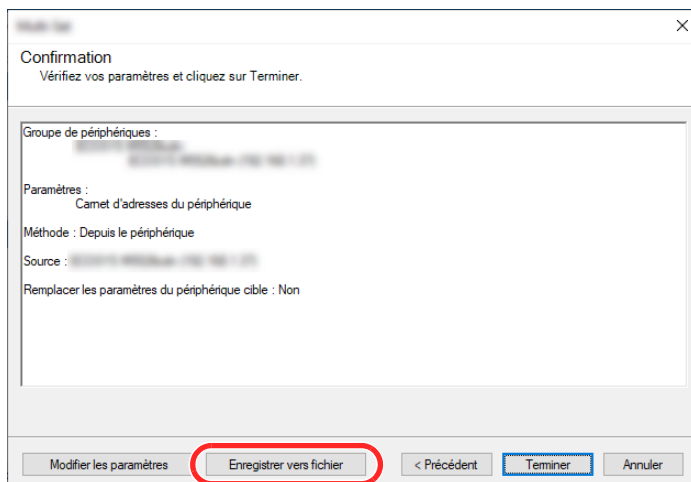 Confirmation
Vérifiez vos paramètres et cliquez sur Terminer.
Groupe de périphériques :
Paramètres :
Carnet d'adresses du périphérique
Méthode : Depuis le périphérique
Source :
Remplacer les paramètres du périphérique cible : Non
Modifier les paramètres Enregistrer vers fichier < Précédent Terminer Annuler